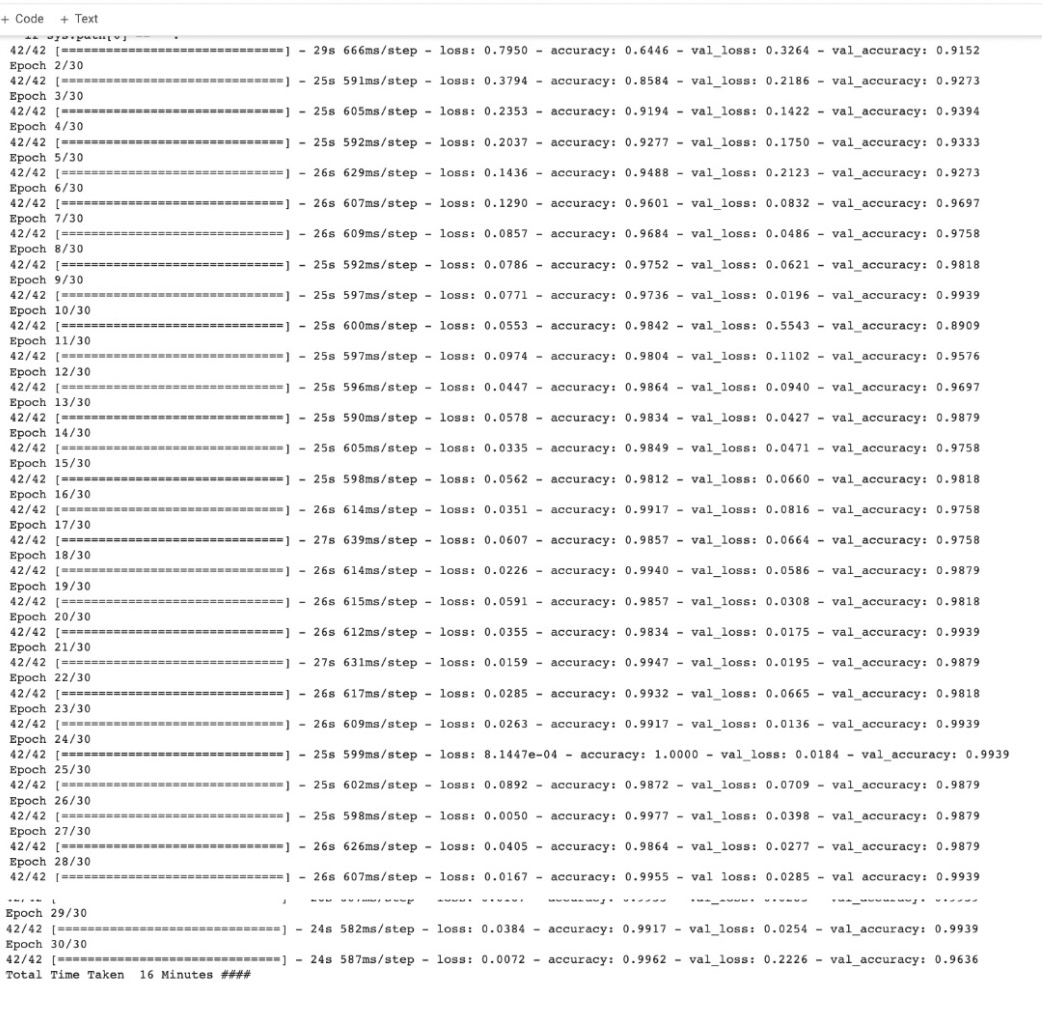 + Code + Text
42/42 [==============================] - 29s 666ms/step - loss: 0.7950 - accuracy: 0.6446 - val_loss: 0.3264 - val_accuracy: 0.9152
Epoch 2/30
42/42 [==============================] - 25s 591ms/step - loss: 0.3794 - accuracy: 0.8584 - val_loss: 0.2186 - val_accuracy: 0.9273
Epoch 3/30
42/42 [==============================] - 25s 605ms/step - loss: 0.2353 - accuracy: 0.9194 - val_loss: 0.1422 - val_accuracy: 0.9394
Epoch 4/30
42/42 [==============================] - 25s 592ms/step - loss: 0.2037 - accuracy: 0.9277 - val_loss: 0.1750 - val_accuracy: 0.9333
Epoch 5/30
42/42 [==============================] - 26s 629ms/step - loss: 0.1436 - accuracy: 0.9488 - val_loss: 0.2123 - val_accuracy: 0.9273
Epoch 6/30
42/42 [==============================] - 26s 607ms/step - loss: 0.1290 - accuracy: 0.9601 - val_loss: 0.0832 - val_accuracy: 0.9697
Epoch 7/30
42/42 [==============================] - 26s 609ms/step - loss: 0.0857 - accuracy: 0.9684 - val_loss: 0.0486 - val_accuracy: 0.9758
Epoch 8/30
42/42 [==============================] - 25s 592ms/step - loss: 0.0786 - accuracy: 0.9752 - val_loss: 0.0621 - val_accuracy: 0.9818
Epoch 9/30
42/42 [==============================] - 25s 597ms/step - loss: 0.0771 - accuracy: 0.9736 - val_loss: 0.0196 - val_accuracy: 0.9939
Epoch 10/30
42/42 [==============================] - 25s 600ms/step - loss: 0.0553 - accuracy: 0.9842 - val_loss: 0.5543 - val_accuracy: 0.8909
Epoch 11/30
42/42 [==============================] - 25s 597ms/step - loss: 0.0974 - accuracy: 0.9804 - val_loss: 0.1102 - val_accuracy: 0.9576
Epoch 12/30
42/42 [==============================] - 25s 596ms/step - loss: 0.0447 - accuracy: 0.9864 - val_loss: 0.0940 - val_accuracy: 0.9697
Epoch 13/30
42/42 [==============================] - 25s 590ms/step - loss: 0.0578 - accuracy: 0.9834 - val_loss: 0.0427 - val_accuracy: 0.9879
Epoch 14/30
42/42 [==============================] - 25s 605ms/step - loss: 0.0335 - accuracy: 0.9849 - val_loss: 0.0471 - val_accuracy: 0.9758
Epoch 15/30
42/42 [==============================] - 25s 598ms/step - loss: 0.0562 - accuracy: 0.9812 - val_loss: 0.0660 - val_accuracy: 0.9818
Epoch 16/30
42/42 [==============================] - 26s 614ms/step - loss: 0.0351 - accuracy: 0.9917 - val_loss: 0.0816 - val_accuracy: 0.9758
Epoch 17/30
42/42 [==============================] - 27s 639ms/step - loss: 0.0607 - accuracy: 0.9857 - val_loss: 0.0664 - val_accuracy: 0.9758
Epoch 18/30
42/42 [==============================] - 26s 614ms/step - loss: 0.0226 - accuracy: 0.9940 - val_loss: 0.0586 - val_accuracy: 0.9879
Epoch 19/30
42/42 [==============================] - 26s 615ms/step - loss: 0.0591 - accuracy: 0.9857 - val_loss: 0.0308 - val_accuracy: 0.9818
Epoch 20/30
42/42 [==============================] - 26s 612ms/step - loss: 0.0355 - accuracy: 0.9834 - val_loss: 0.0175 - val_accuracy: 0.9939
Epoch 21/30
42/42 [==============================] - 27s 631ms/step - loss: 0.0159 - accuracy: 0.9947 - val_loss: 0.0195 - val_accuracy: 0.9879
Epoch 22/30
42/42 [==============================] - 26s 617ms/step - loss: 0.0285 - accuracy: 0.9932 - val_loss: 0.0665 - val_accuracy: 0.9818
Epoch 23/30
42/42 [==============================] - 26s 609ms/step - loss: 0.0263 - accuracy: 0.9917 - val_loss: 0.0136 - val_accuracy: 0.9939
Epoch 24/30
42/42 [==============================] - 25s 599ms/step - loss: 8.1447e-04 - accuracy: 1.0000 - val_loss: 0.0184 - val_accuracy: 0.9939
Epoch 25/30
42/42 [==============================] - 25s 602ms/step - loss: 0.0892 - accuracy: 0.9872 - val_loss: 0.0709 - val_accuracy: 0.9879
Epoch 26/30
42/42 [==============================] - 25s 598ms/step - loss: 0.0050 - accuracy: 0.9977 - val_loss: 0.0398 - val_accuracy: 0.9879
Epoch 27/30
42/42 [==============================] - 26s 626ms/step - loss: 0.0405 - accuracy: 0.9864 - val_loss: 0.0277 - val_accuracy: 0.9879
Epoch 28/30
42/42 [==============================] - 26s 607ms/step - loss: 0.0167 - accuracy: 0.9955 - val loss: 0.0285 - val accuracy: 0.9939
Epoch 29/30
42/42 [==============================] - 24s 582ms/step - loss: 0.0384 - accuracy: 0.9917 - val_loss: 0.0254 - val_accuracy: 0.9939
Epoch 30/30
42/42 [==============================] - 24s 587ms/step - loss: 0.0072 - accuracy: 0.9962 - val_loss: 0.2226 - val_accuracy: 0.9636
Total Time Taken 16 Minutes ####